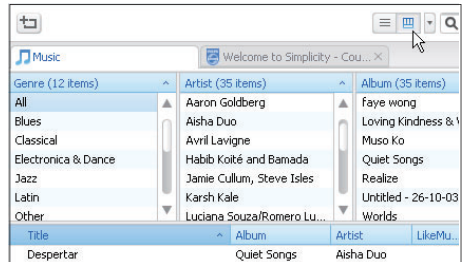 Music Welcome to Simplicity - Cou...
Genre (12 items) Artist (35 items) Album (35 items)
All Aaron Goldberg faye wong
Blues Aisha Duo Loving Kindness &
Classical Avril Lavigne Muso Ko
Electronica & Dance Habib Koité and Bamada Quiet Songs
Jazz Jamie Cullum, Steve Isles Realize
Latin Karsh Kale Untitled - 26-10-03
Other Luciana Souza/Romero Lu... Worlds
Title Album Artist LikeMu..
Despertar Quiet Songs Aisha Duo